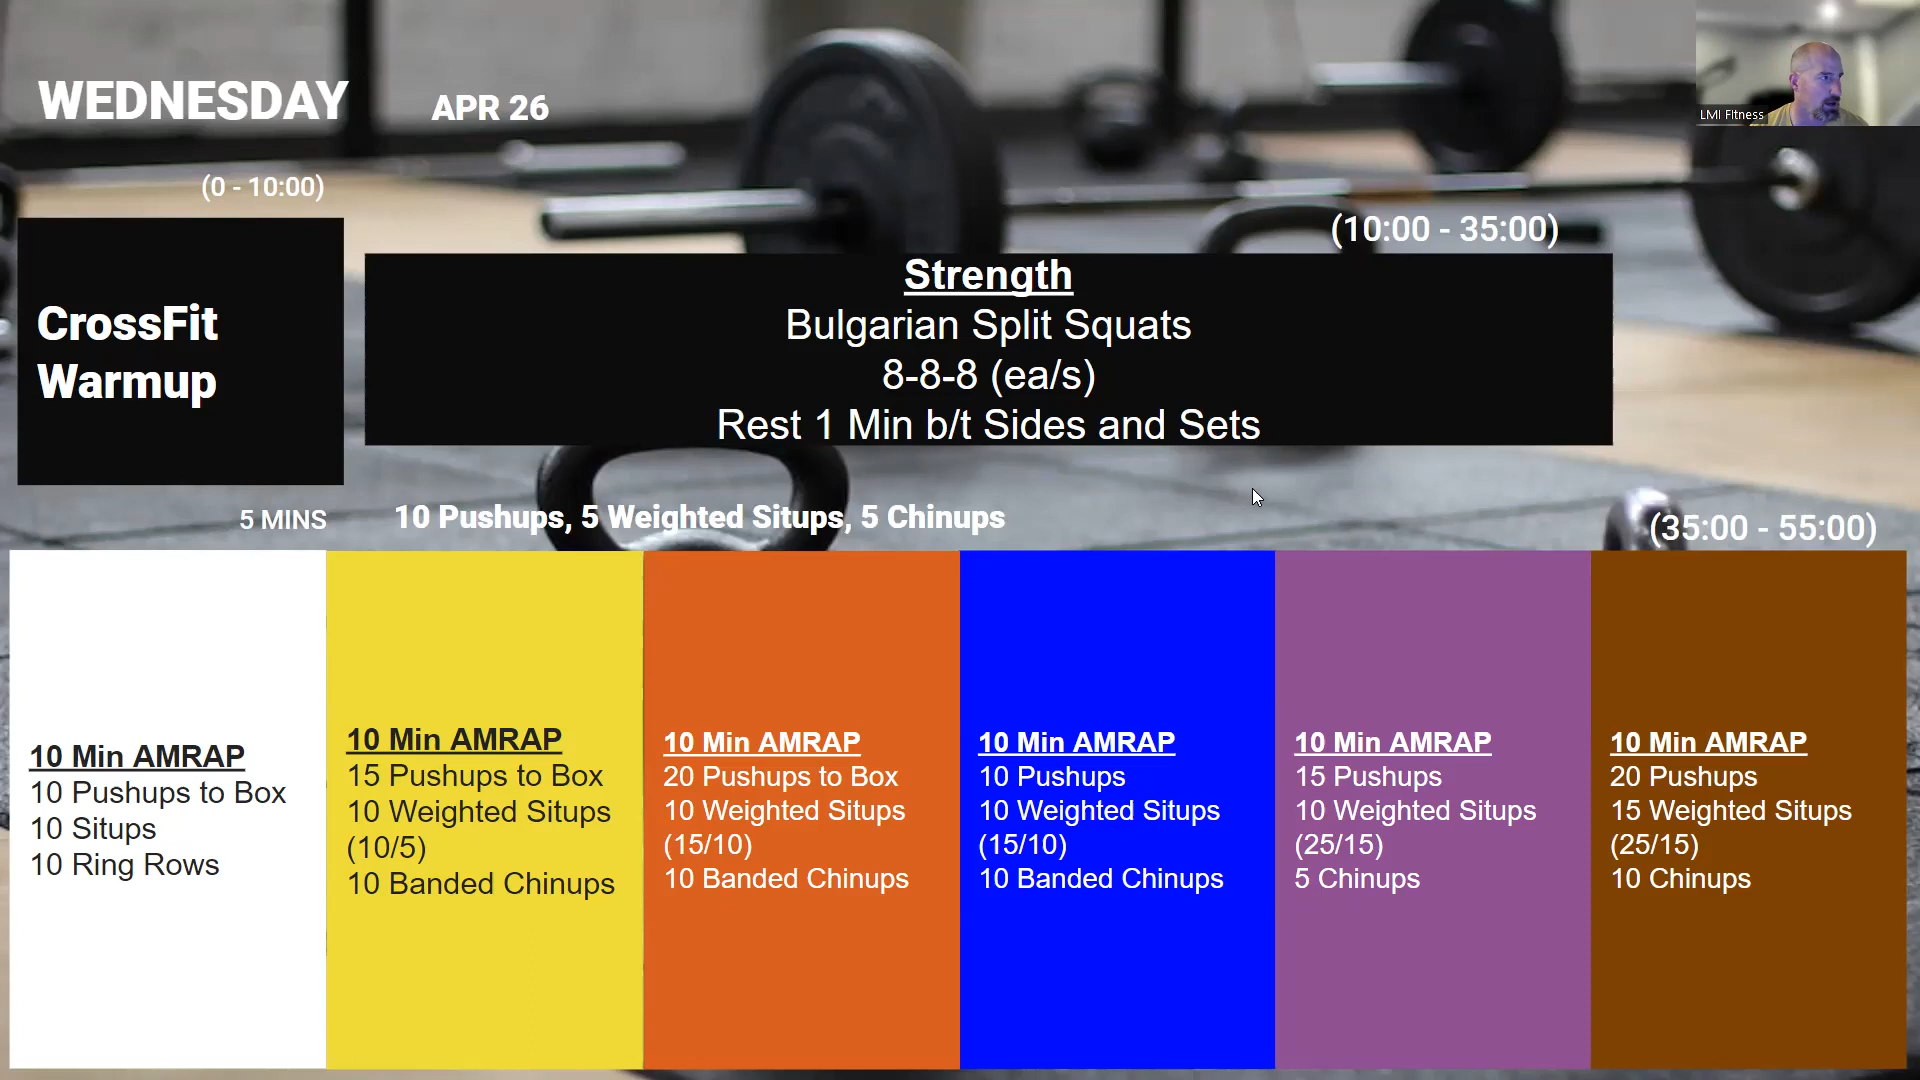 WEDNESDAY
APR 26
LMI Fitness
(0 - 10:00)
(10:00 - 35:00)
CrossFit
Warmup
Strength
Bulgarian Split Squats
8-8-8 (ea/s)
Rest 1 Min b/t Sides and Sets
5 MINS
10 Pushups, 5 Weighted Situps, 5 Chinups
(35:00 - 55:00)
10 Min AMRAP
10 Pushups to Box
10 Situps
10 Ring Rows
10 Min AMRAP
15 Pushups to Box
10 Weighted Situps
(10/5)
10 Banded Chinups
10 Min AMRAP
20 Pushups to Box
10 Weighted Situps
(15/10)
10 Banded Chinups
10 Min AMRAP
10 Pushups
10 Weighted Situps
(15/10)
10 Banded Chinups
10 Min AMRAP
15 Pushups
10 Weighted Situps
(25/15)
5 Chinups
10 Min AMRAP
20 Pushups
15 Weighted Situps
(25/15)
10 Chinups